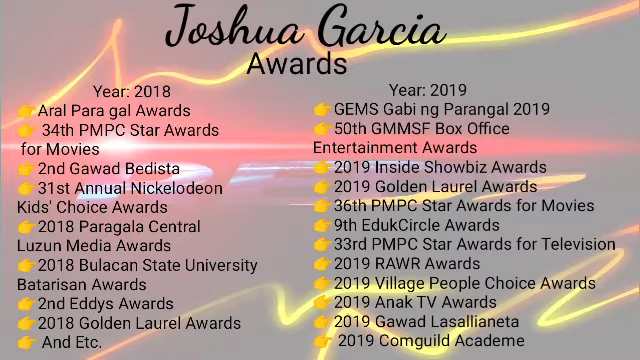 Joshua Garcia
Awards
Year: 2018
👉Aral Para gal Awards
👉 34th PMPC Star Awards
for Movies
👉2nd Gawad Bedista
👉31st Annual Nickelodeon
Kids' Choice Awards
👉2018 Paragala Central
Luzun Media Awards
👉2018 Bulacan State University
Batarisan Awards
👉2nd Eddys Awards
👉2018 Golden Laurel Awards
👉 And Etc.
Year: 2019
👉GEMS Gabi ng Parangal 2019
👉50th GMMSF Box Office
Entertainment Awards
👉2019 Inside Showbiz Awards
👉2019 Golden Laurel Awards
👉36th PMPC Star Awards for Movies
👉9th EdukCircle Awards
👉33rd PMPC Star Awards for Television
👉2019 RAWR Awards
👉2019 Village People Choice Awards
👉2019 Anak TV Awards
👉2019 Gawad Lasallianeta
👉 2019 Comguild Academe